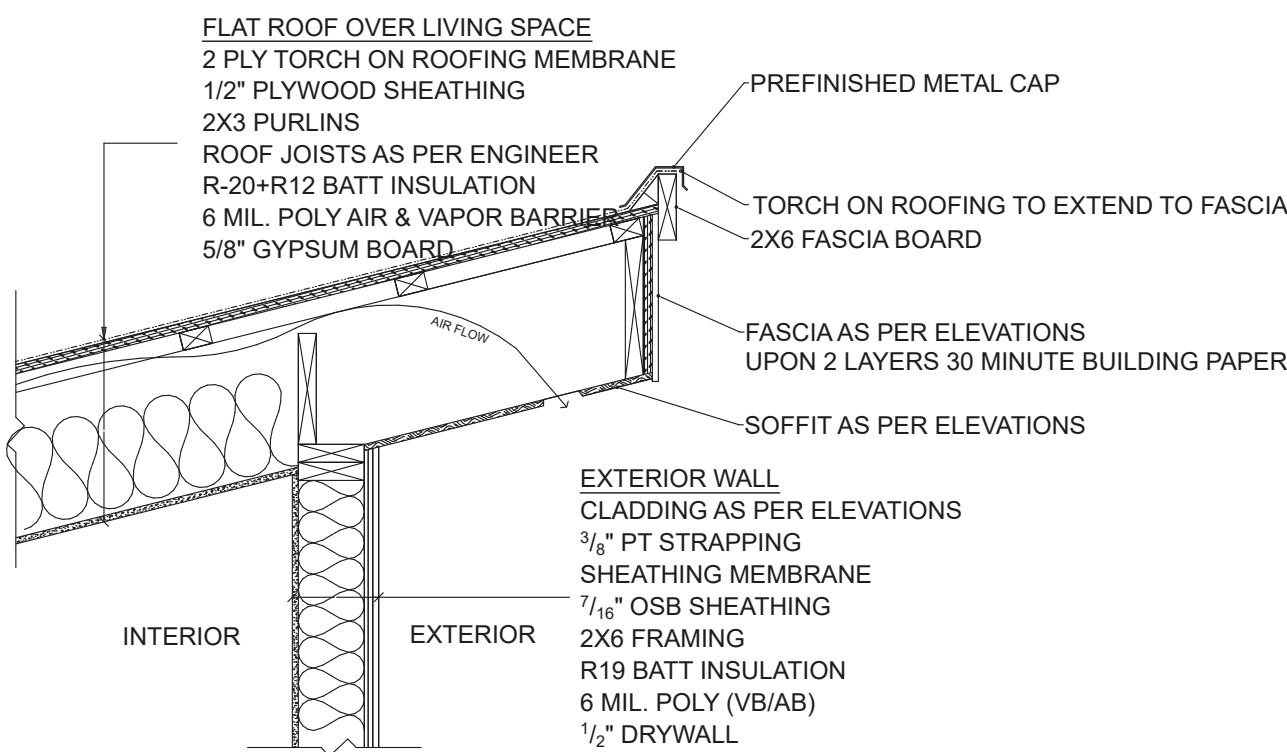 FLAT ROOF OVER LIVING SPACE
2 PLY TORCH ON ROOFING MEMBRANE
1/2" PLYWOOD SHEATHING
2X3 PURLINS
ROOF JOISTS AS PER ENGINEER
R-20+R12 BATT INSULATION
6 MIL. POLY AIR & VAPOR BARRIER
5/8" GYPSUM BOARD
PREFINISHED METAL CAP
TORCH ON ROOFING TO EXTEND TO FASCIA
2X6 FASCIA BOARD
AIR FLOW
FASCIA AS PER ELEVATIONS
UPON 2 LAYERS 30 MINUTE BUILDING PAPER
SOFFIT AS PER ELEVATIONS
EXTERIOR WALL
CLADDING AS PER ELEVATIONS
3/8" PT STRAPPING
SHEATHING MEMBRANE
7/16" OSB SHEATHING
2X6 FRAMING
R19 BATT INSULATION
6 MIL. POLY (VB/AB)
1/2" DRYWALL
INTERIOR
EXTERIOR